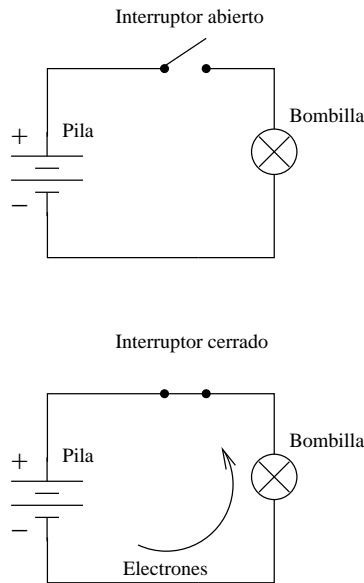 Interruptor abierto
Bombilla
+ Pila
−
Interruptor cerrado
Bombilla
+ Pila
−
Electrones